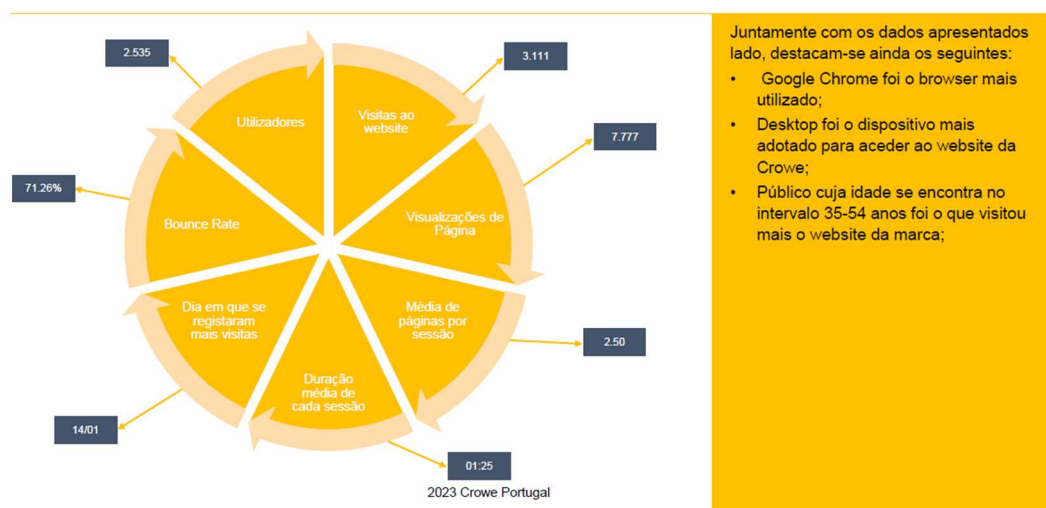 2.535
3.111
Utilizadores
Visitas ao
website
7.777
71.26%
Bounce Rate
Visualizações de
Página
Dia em que se
registaram
mais visitas
Média de
páginas por
sessão
2.50
Duração
média de
cada sessão
14/01
01:25
2023 Crowe Portugal
Juntamente com os dados apresentados
lado, destacam-se ainda os seguintes:
• Google Chrome foi o browser mais
utilizado;
• Desktop foi o dispositivo mais
adotado para aceder ao website da
Crowe;
• Público cuja idade se encontra no
intervalo 35-54 anos foi o que visitou
mais o website da marca;